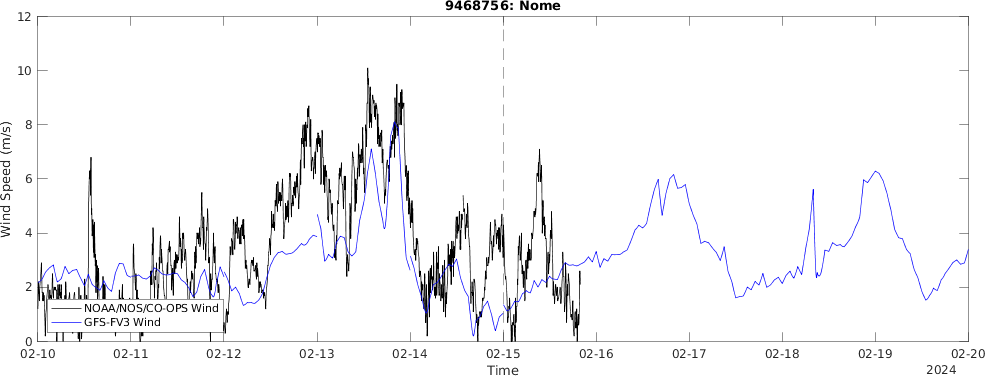 9468756: Nome
12
10
8
6
4
2
0
Wind Speed (m/s)
NOAA/NOS/CO-OPS Wind
GFS-FV3 Wind
02-10 02-11 02-12 02-13 02-14 02-15 02-16 02-17 02-18 02-19 02-20
Time
2024